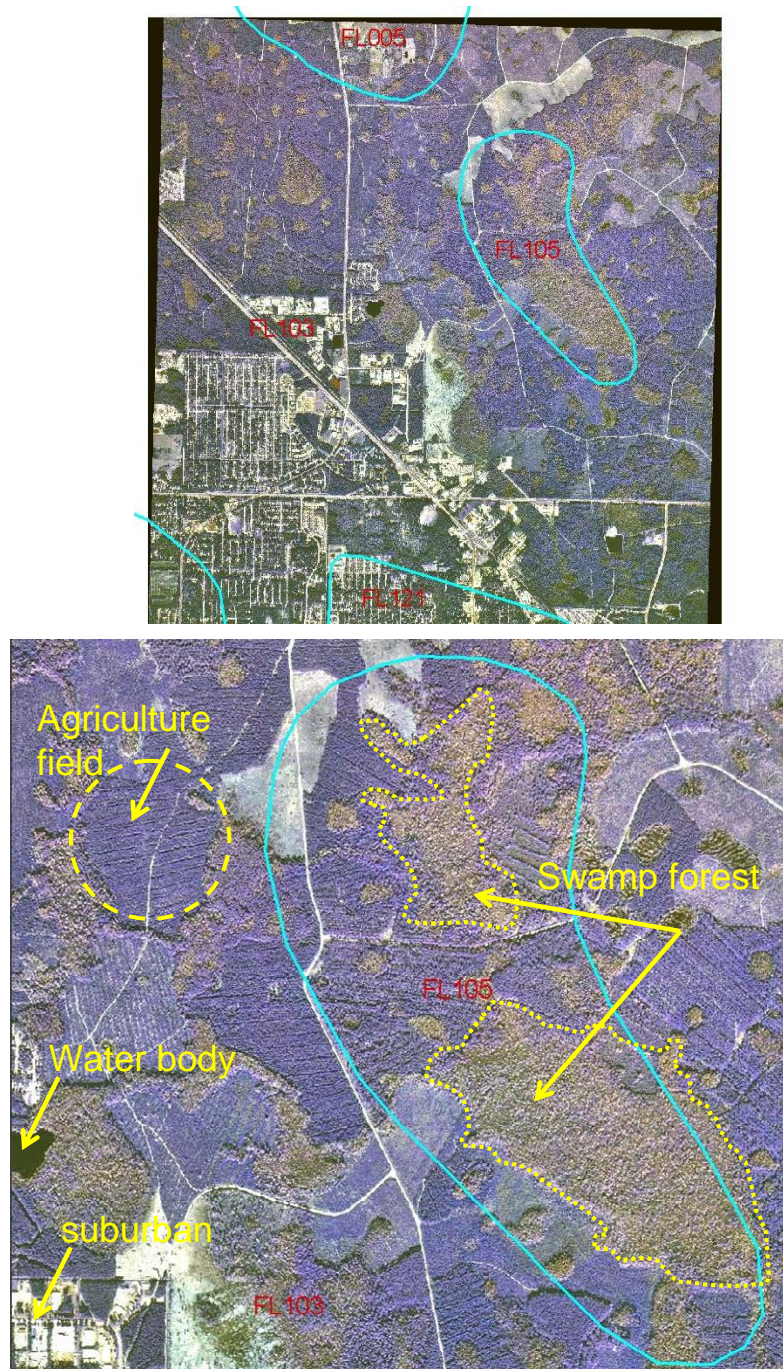 FL005
FL105
FL103
FL121
Agriculture
field
Swamp forest
FL105
Water body
suburban
FL103